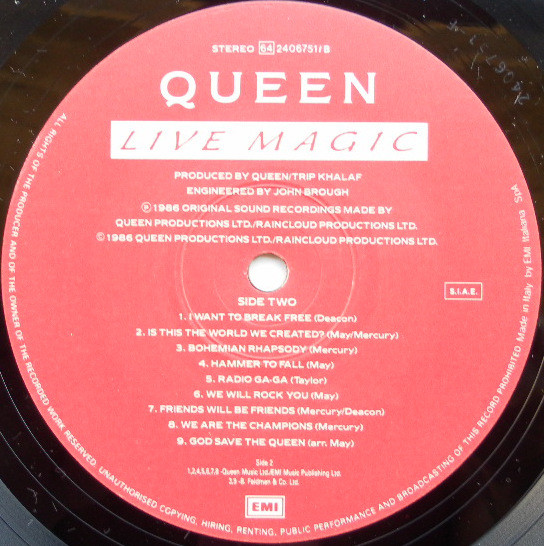 STEREO 64 2406751/B
QUEEN
LIVE MAGIC
PRODUCED BY QUEEN/TRIP KHALAF
ENGINEERED BY JOHN BROUGH
Ⓟ1986 ORIGINAL SOUND RECORDINGS MADE BY
QUEEN PRODUCTIONS LTD./RAINCLOUD PRODUCTIONS LTD.
©1986 QUEEN PRODUCTIONS LTD./RAINCLOUD PRODUCTIONS LTD.
S.I.A.E.
SIDE TWO
1. I WANT TO BREAK FREE (Deacon)
2. IS THIS THE WORLD WE CREATED? (May/Mercury)
3. BOHEMIAN RHAPSODY (Mercury)
4. HAMMER TO FALL (May)
5. RADIO GA-GA (Taylor)
6. WE WILL ROCK YOU (May)
7. FRIENDS WILL BE FRIENDS (Mercury/Deacon)
8. WE ARE THE CHAMPIONS (Mercury)
9. GOD SAVE THE QUEEN (arr. May)
Side 2
1,2,4,5,6,7,9 -Queen Music Ltd./EMI Music Publishing Ltd.
3,8 -B. Feldman & Co. Ltd.
EMI
ALL RIGHTS OF THE PRODUCER AND OF THE OWNER OF THE RECORDED WORK RESERVED. UNAUTHORISED COPYING, HIRING, RENTING, PUBLIC PERFORMANCE AND BROADCASTING OF THIS RECORD PROHIBITED Made in Italy by EMI Italiana SpA